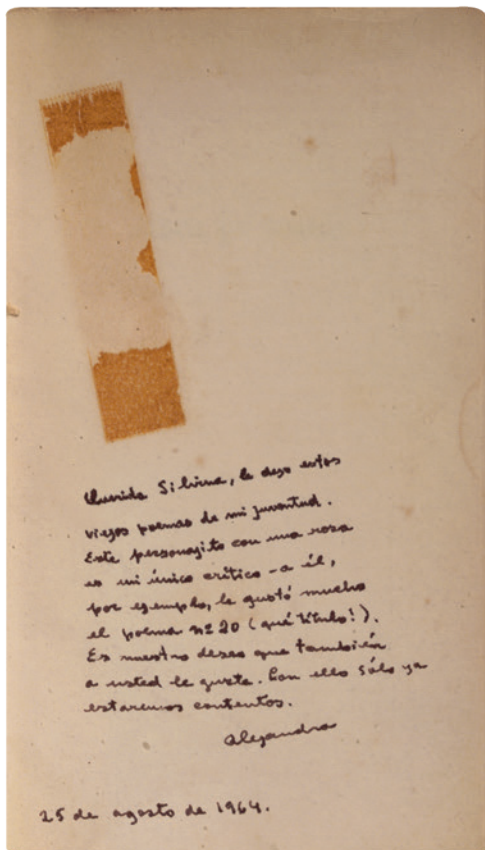 Querida Silvina, le dejo estos
viejos poemas de mi juventud.
Este personajito con una rosa
es mi único crítico - a él,
por ejemplo, le gustó mucho
el poema nº 20 (qué título!).
Es nuestro deseo que también
a usted le guste. Con ello sólo ya
estaremos contentos.
Alejandra
25 de agosto de 1964.